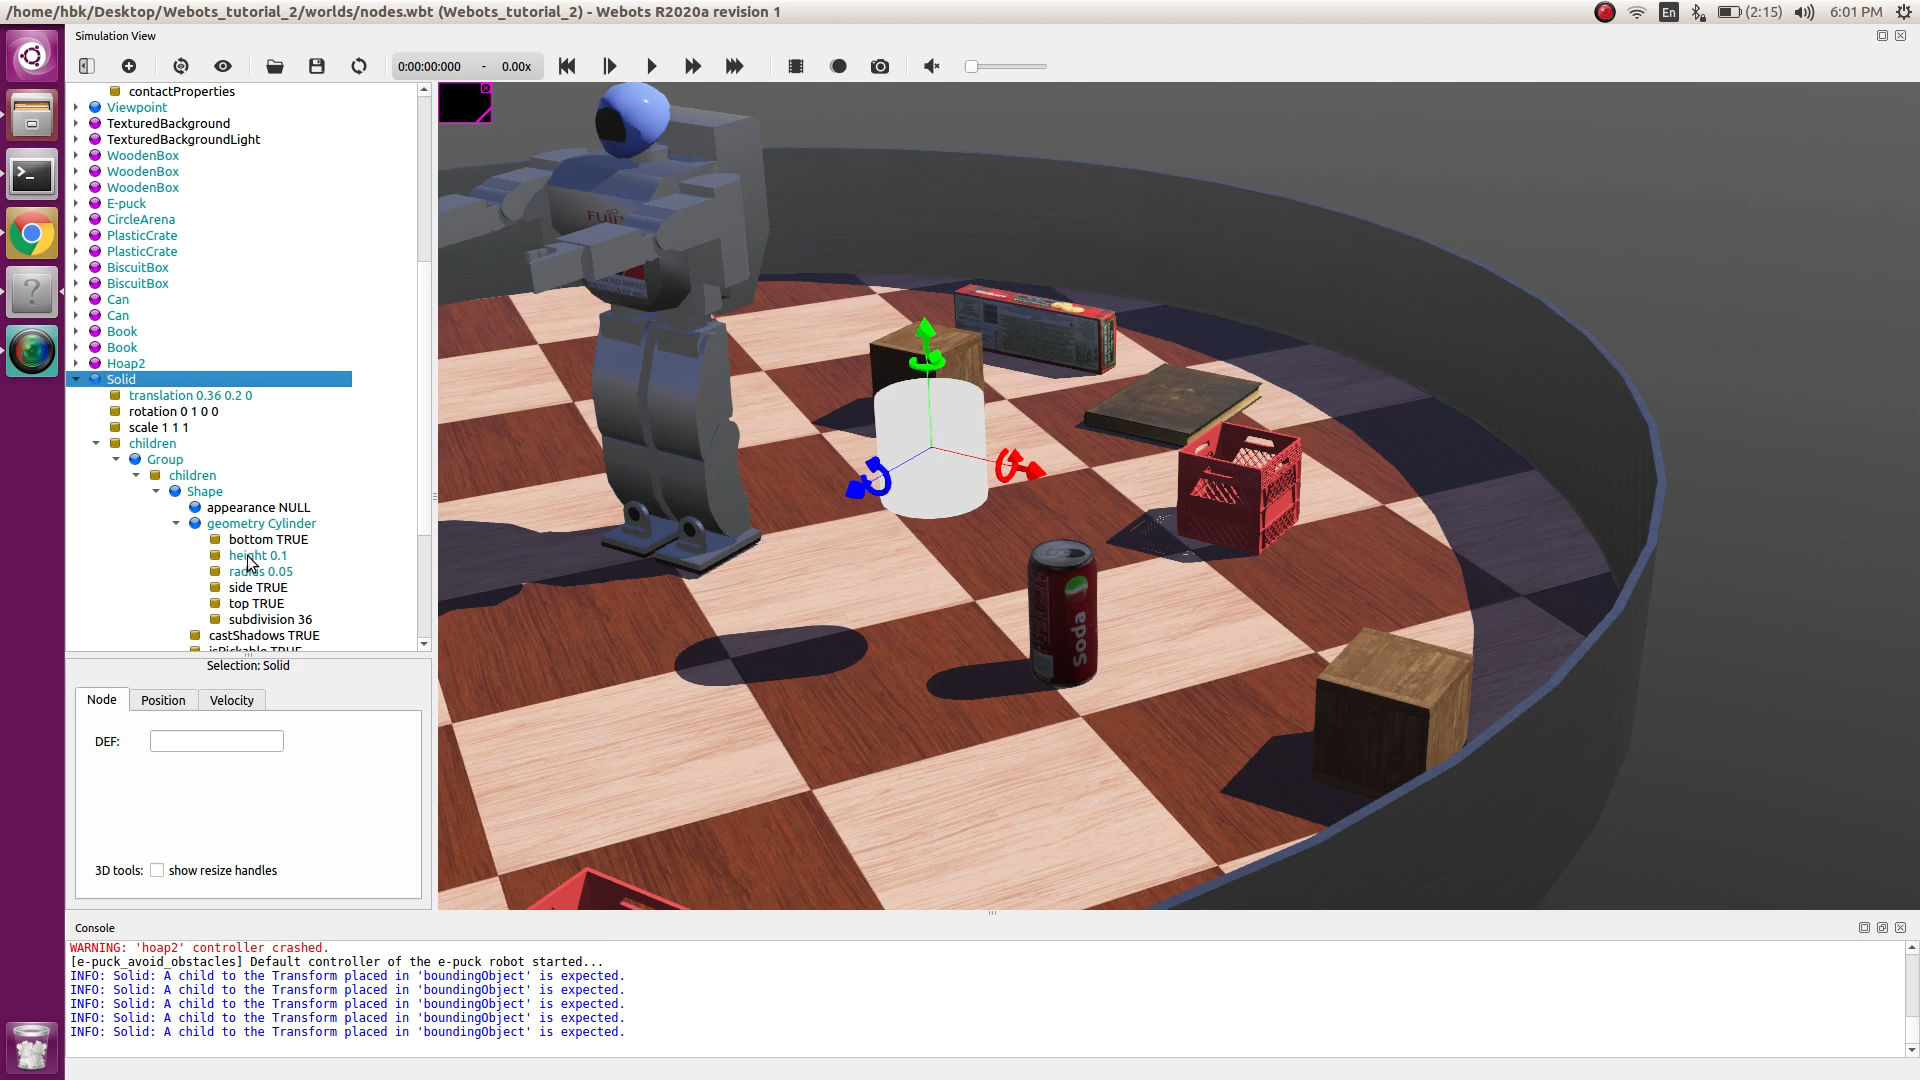 /home/hbk/Desktop/Webots_tutorial_2/worlds/nodes.wbt (Webots_tutorial_2) - Webots R2020a revision 1
En
(2:15)
6:01 PM
Simulation View
0:00:00:000 - 0.00x
contactProperties
Viewpoint
TexturedBackground
TexturedBackgroundLight
WoodenBox
WoodenBox
WoodenBox
E-puck
CircleArena
PlasticCrate
PlasticCrate
BiscuitBox
BiscuitBox
Can
Can
Book
Book
Hoap2
Solid
translation 0.36 0.2 0
rotation 0 1 0 0
scale 1 1 1
children
Group
children
Shape
appearance NULL
geometry Cylinder
bottom TRUE
height 0.1
radius 0.05
side TRUE
top TRUE
subdivision 36
castShadows TRUE
isPickable TRUE
Soda
Selection: Solid
Node
Position
Velocity
DEF:
3D tools:
show resize handles
Console
WARNING: 'hoap2' controller crashed.
[e-puck_avoid_obstacles] Default controller of the e-puck robot started...
INFO: Solid: A child to the Transform placed in 'boundingObject' is expected.
INFO: Solid: A child to the Transform placed in 'boundingObject' is expected.
INFO: Solid: A child to the Transform placed in 'boundingObject' is expected.
INFO: Solid: A child to the Transform placed in 'boundingObject' is expected.
INFO: Solid: A child to the Transform placed in 'boundingObject' is expected.